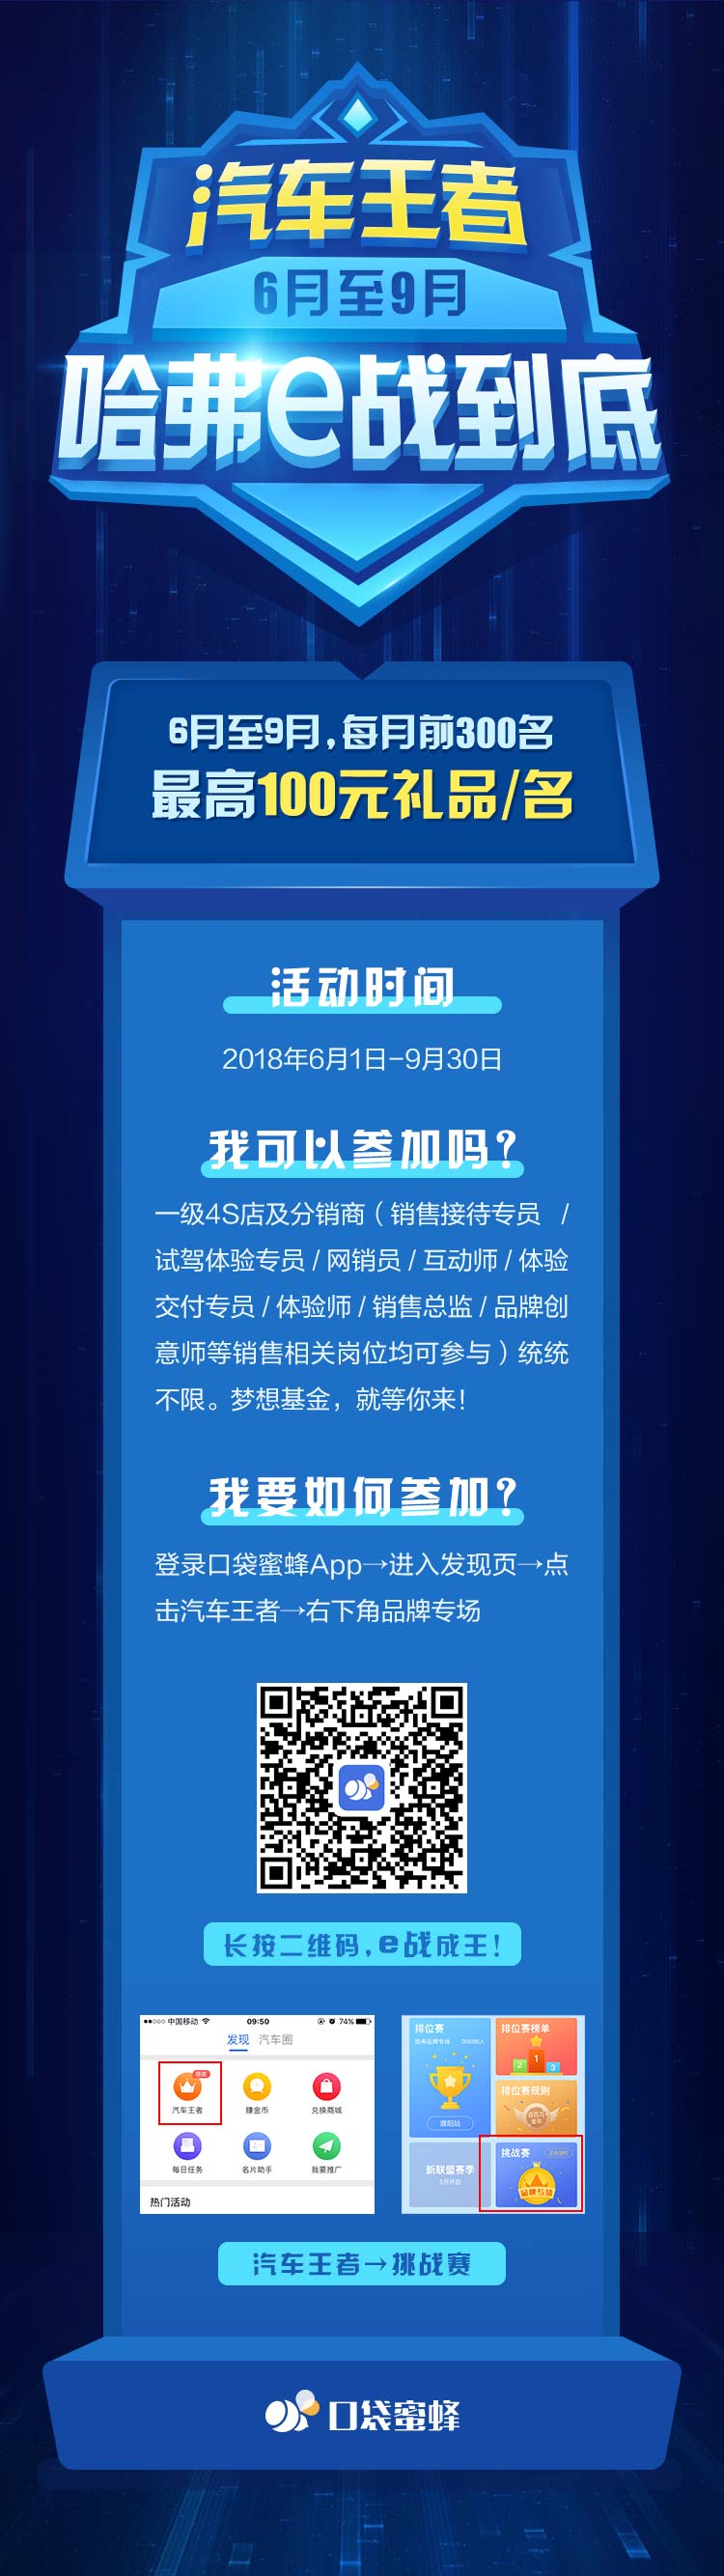 汽车王者
6月至9月
哈弗e战到底
6月至9月,每月前300名
最高100元礼品/名
活动时间
2018年6月1日-9月30日
我可以参加吗?
一级4S店及分销商（销售接待专员 /
试驾体验专员 / 网销员 / 互动师 / 体验
交付专员 / 体验师 / 销售总监 / 品牌创
意师等销售相关岗位均可参与）统统
不限。梦想基金，就等你来！
我要如何参加?
登录口袋蜜蜂App→进入发现页→点
击汽车王者→右下角品牌专场
长按二维码,e战成王!
中国移动 09:50 74%
发现 汽车圈
汽车王者 赚金币 兑换商城
每日任务 名片助手 我要推广
热门活动
排位赛
濮阳站
新联盟赛季
排位赛榜单
1
2
3
排位赛规则
挑战赛
品牌专场
汽车王者→挑战赛
口袋蜜蜂